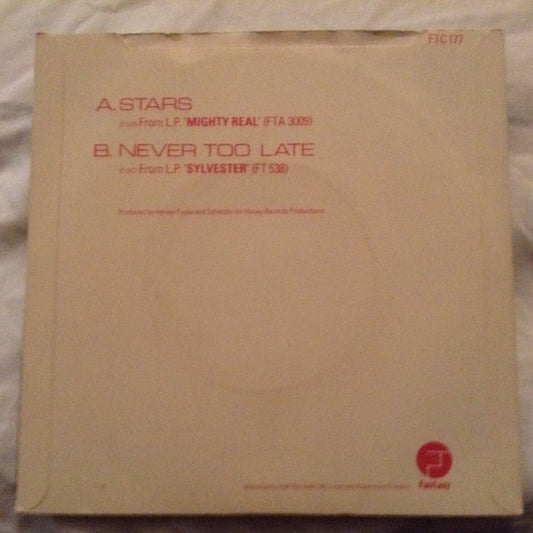 FTC 177
A. STARS
From L.P. 'MIGHTY REAL' (FTA 3009)
B. NEVER TOO LATE
From L.P. 'SYLVESTER' (FT 538)
Produced by Harvey Fuqua and Sylvester for Honey Records Productions
Fantasy